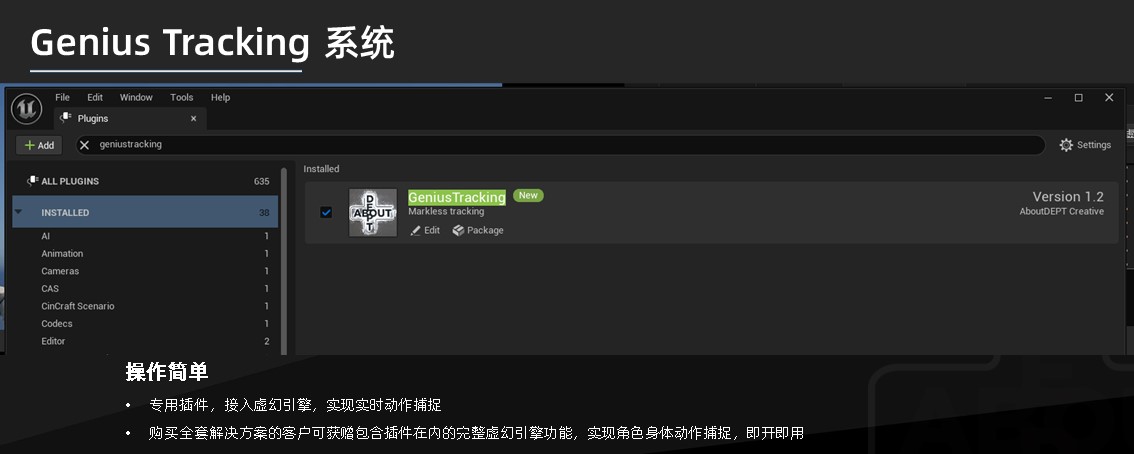 Genius Tracking 系统
File Edit Window Tools Help
Plugins
Add geniustracking Settings
Installed
ALL PLUGINS 635
INSTALLED 38
AI 1
Animation 1
Cameras 1
CAS 1
CinCraft Scenario 1
Codecs 1
Editor 2
DEPT
ABOUT
GeniusTracking New
Markless tracking
Edit Package
Version 1.2
AboutDEPT Creative
操作简单
• 专用插件，接入虚幻引擎，实现实时动作捕捉
• 购买全套解决方案的客户可获赠包含插件在内的完整虚幻引擎功能，实现角色身体动作捕捉，即开即用